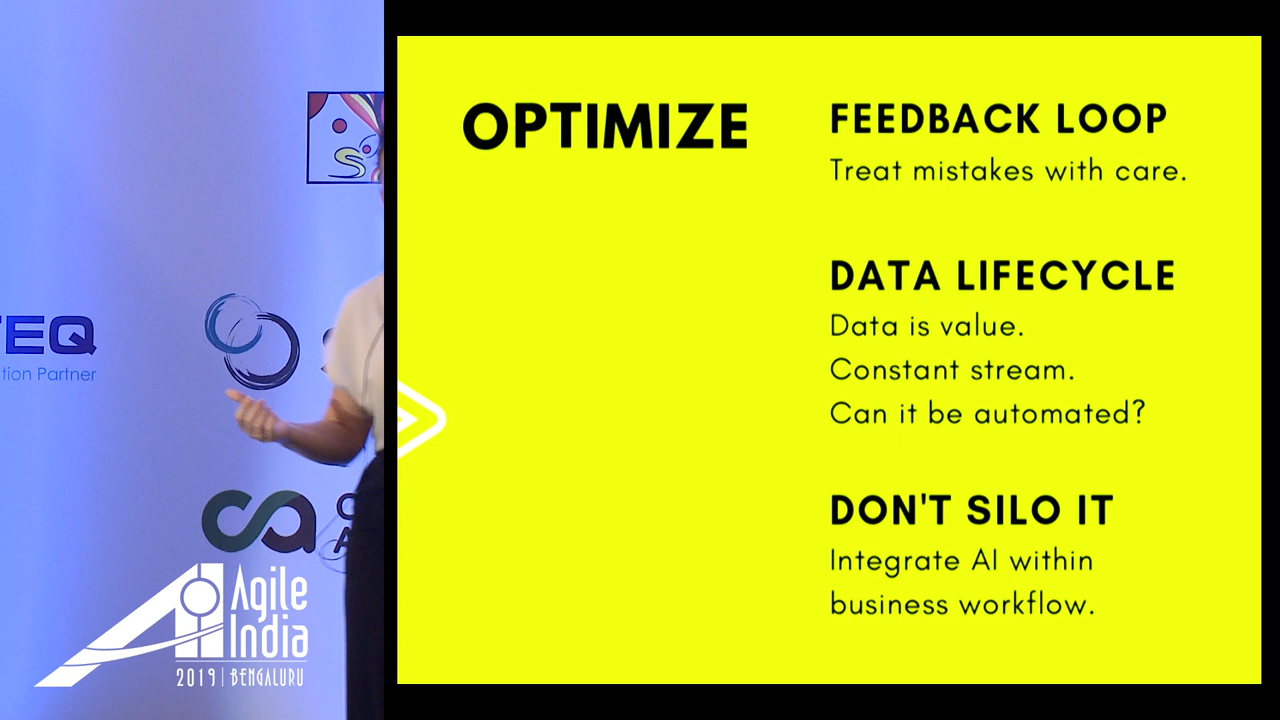 OPTIMIZE
FEEDBACK LOOP
Treat mistakes with care.
DATA LIFECYCLE
Data is value.
Constant stream.
Can it be automated?
DON'T SILO IT
Integrate AI within
business workflow.
TEQ
tion Partner
Agile
India
2019 | BENGALURU